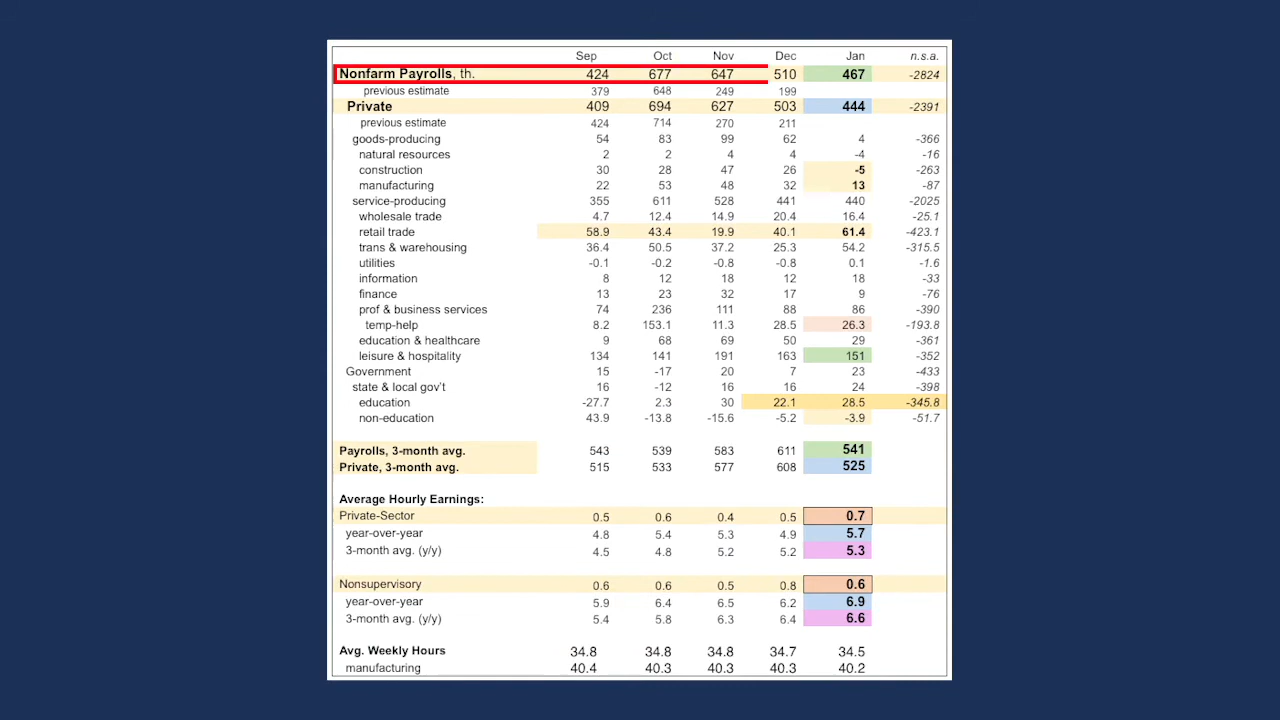 Sep Oct Nov Dec Jan n.s.a.
Nonfarm Payrolls, th. 424 677 647 510 467 -2824
previous estimate 379 648 249 199
Private 409 694 627 503 444 -2391
previous estimate 424 714 270 211
goods-producing 54 83 99 62 4 -366
natural resources 2 2 4 4 -4 -16
construction 30 28 47 26 -5 -263
manufacturing 22 53 48 32 13 -87
service-producing 355 611 528 441 440 -2025
wholesale trade 4.7 12.4 14.9 20.4 16.4 -25.1
retail trade 58.9 43.4 19.9 40.1 61.4 -423.1
trans & warehousing 36.4 50.5 37.2 25.3 54.2 -315.5
utilities -0.1 -0.2 -0.8 -0.8 0.1 -1.6
information 8 12 18 12 18 -33
finance 13 23 32 17 9 -76
prof & business services 74 236 111 88 86 -390
temp-help 8.2 153.1 11.3 28.5 26.3 -193.8
education & healthcare 9 68 69 50 29 -361
leisure & hospitality 134 141 191 163 151 -352
Government 15 -17 20 7 23 -433
state & local gov't 16 -12 16 16 24 -398
education -27.7 2.3 30 22.1 28.5 -345.8
non-education 43.9 -13.8 -15.6 -5.2 -3.9 -51.7
Payrolls, 3-month avg. 543 539 583 611 541
Private, 3-month avg. 515 533 577 608 525
Average Hourly Earnings:
Private-Sector 0.5 0.6 0.4 0.5 0.7
year-over-year 4.8 5.4 5.3 4.9 5.7
3-month avg. (y/y) 4.5 4.8 5.2 5.2 5.3
Nonsupervisory 0.6 0.6 0.5 0.8 0.6
year-over-year 5.9 6.4 6.5 6.2 6.9
3-month avg. (y/y) 5.4 5.8 6.3 6.4 6.6
Avg. Weekly Hours 34.8 34.8 34.8 34.7 34.5
manufacturing 40.4 40.3 40.3 40.3 40.2